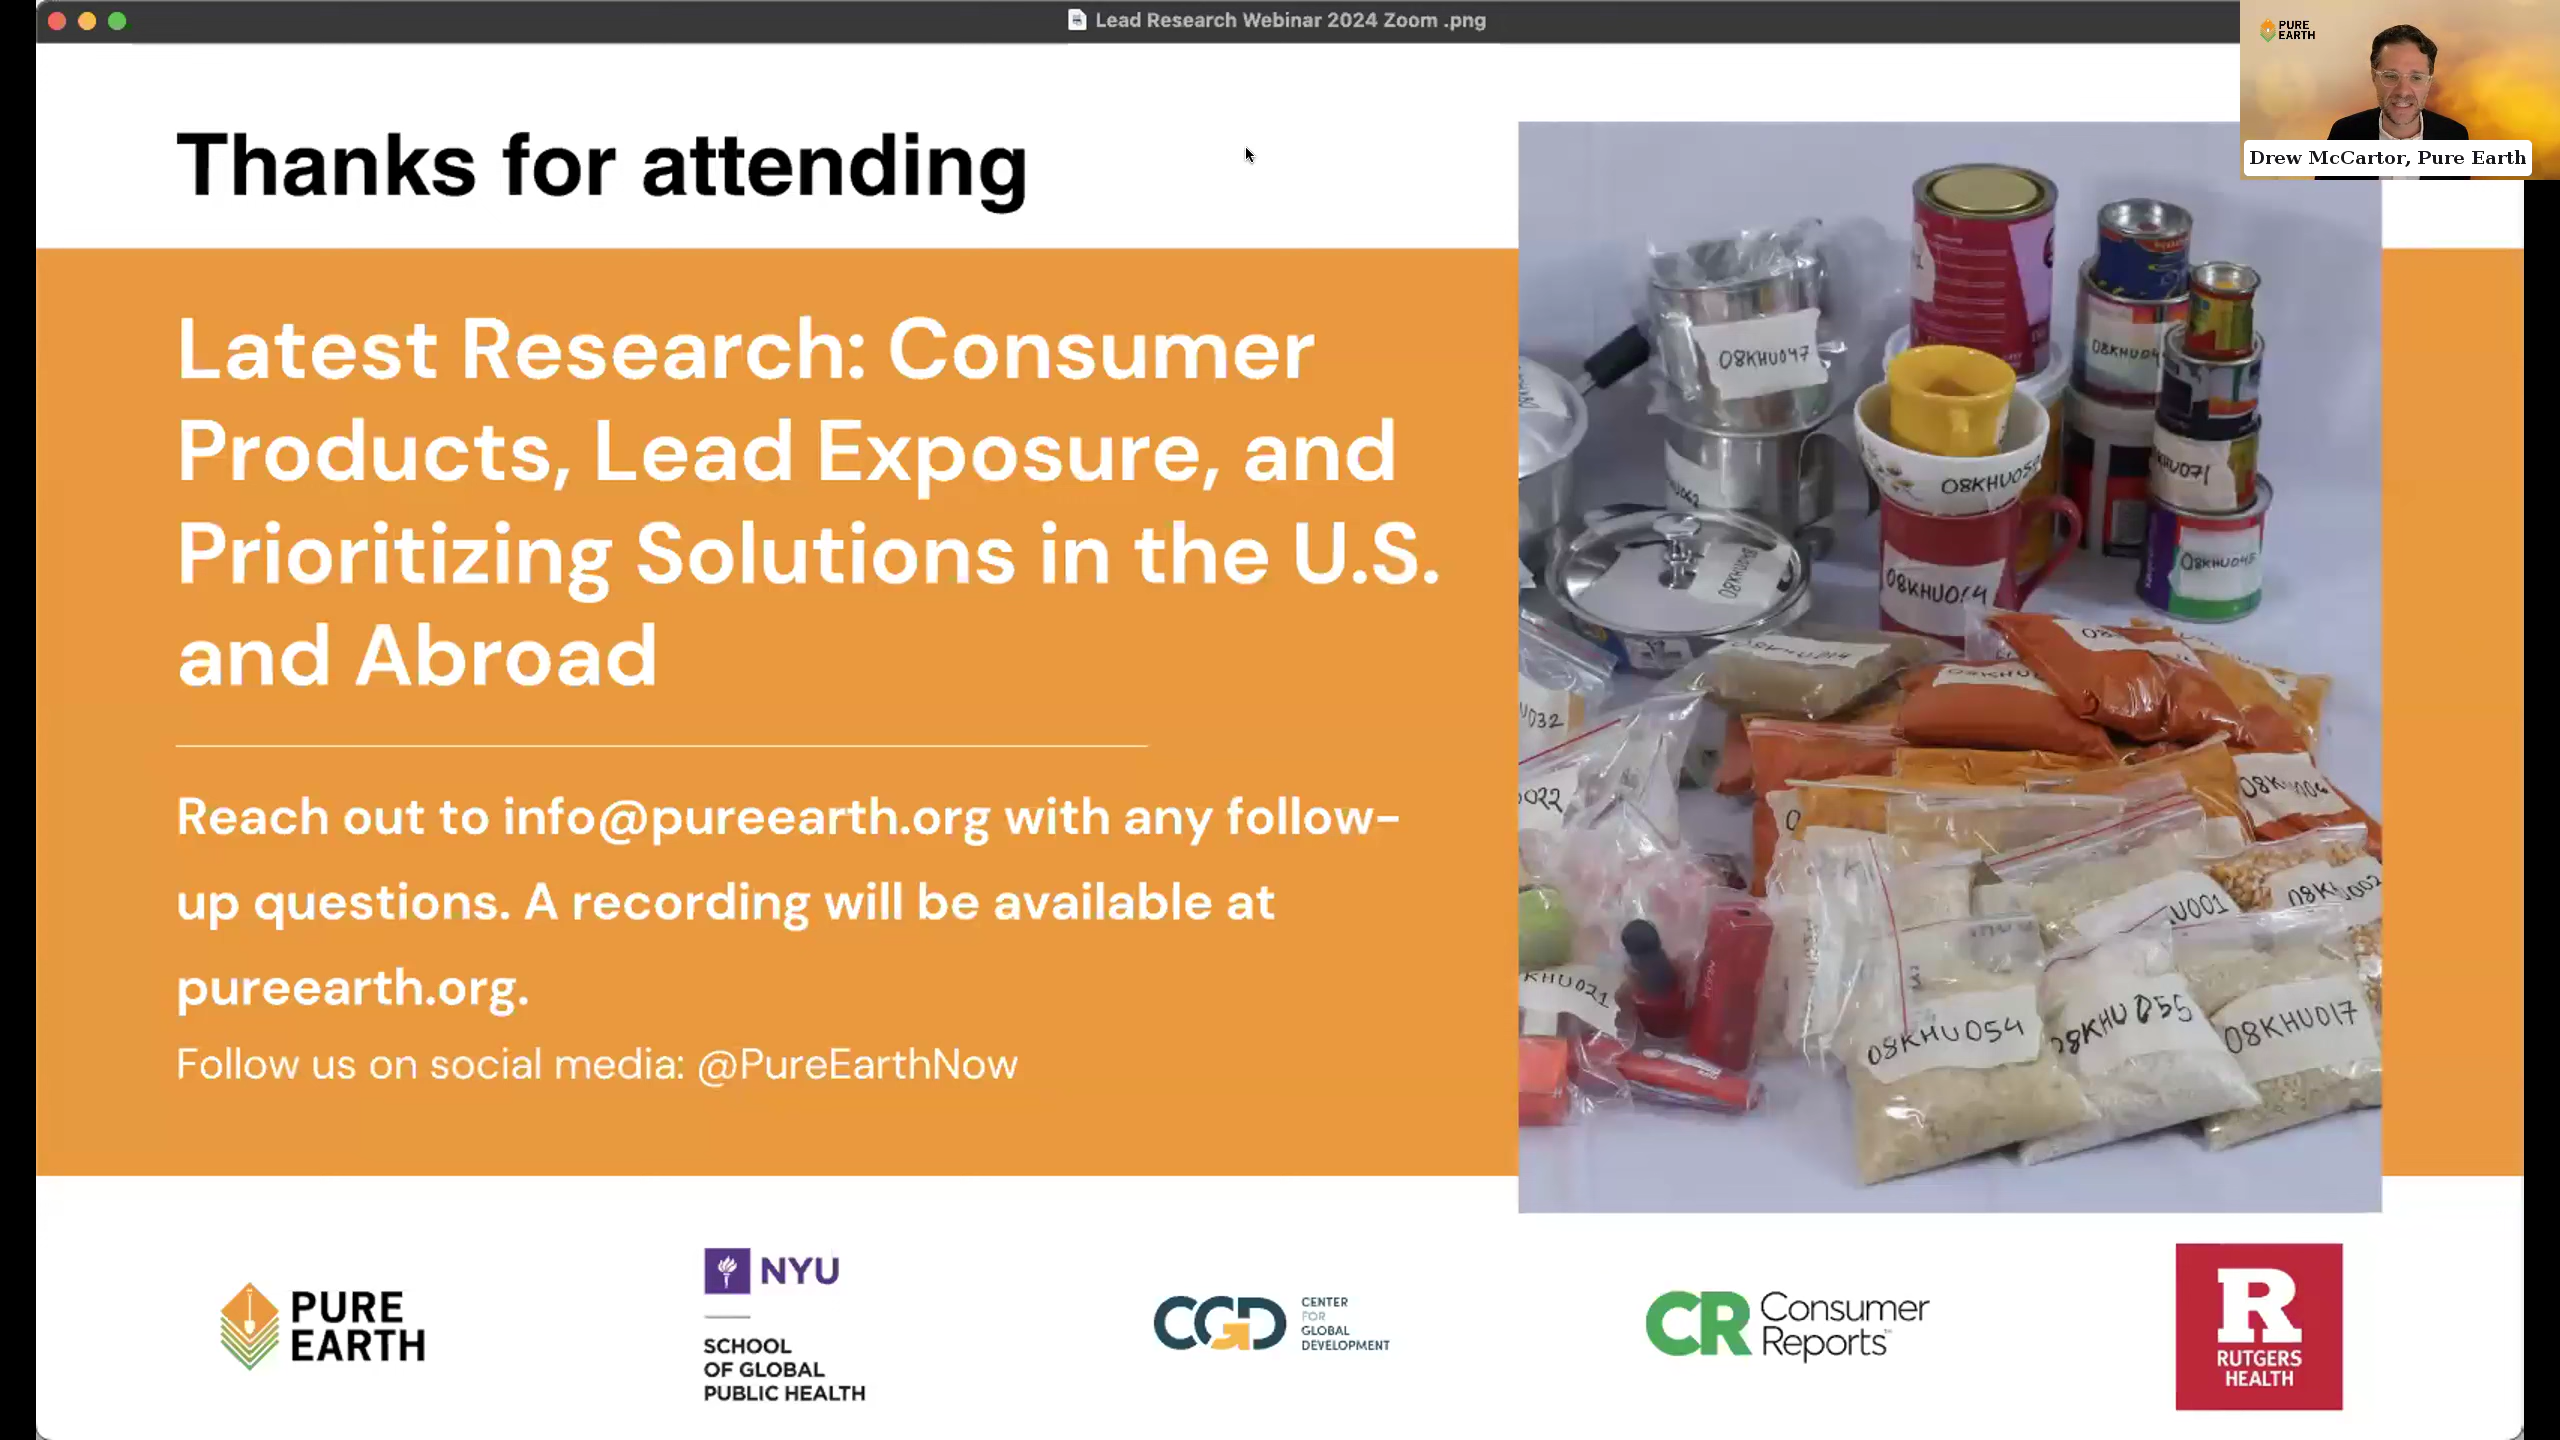 Lead Research Webinar 2024 Zoom .png
PURE
EARTH
Drew McCartor, Pure Earth
Thanks for attending
Latest Research: Consumer
Products, Lead Exposure, and
Prioritizing Solutions in the U.S.
and Abroad
Reach out to info@pureearth.org with any follow-
up questions. A recording will be available at
pureearth.org.
Follow us on social media: @PureEarthNow
08KHU047
08KHU064
08KHU054
08KHU055
08KHU017
PURE
EARTH
NYU
SCHOOL
OF GLOBAL
PUBLIC HEALTH
CGD
CENTER
FOR
GLOBAL
DEVELOPMENT
CR Consumer
Reports™
R
RUTGERS
HEALTH